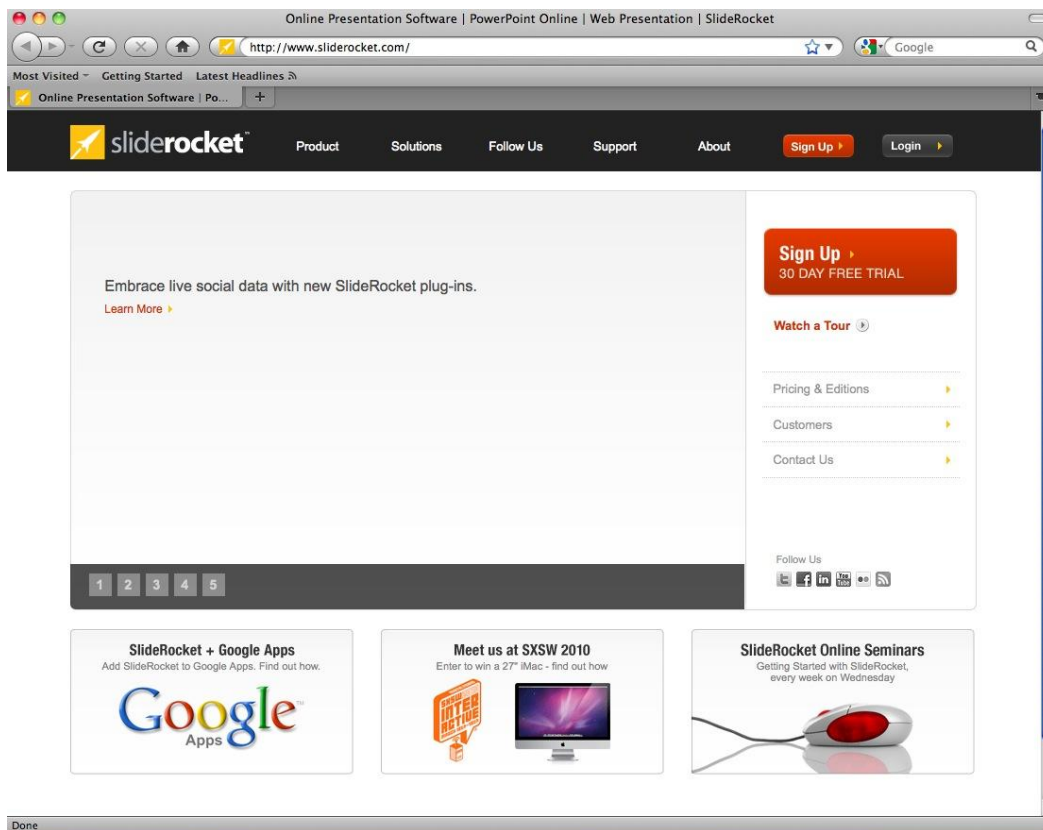 Online Presentation Software | PowerPoint Online | Web Presentation | SlideRocket
http://www.sliderocket.com/
Google
Most Visited Getting Started Latest Headlines
Online Presentation Software | Po...
sliderocket Product Solutions Follow Us Support About Sign Up Login
Sign Up
30 DAY FREE TRIAL
Embrace live social data with new SlideRocket plug-ins.
Learn More
Watch a Tour
Pricing & Editions
Customers
Contact Us
Follow Us
1 2 3 4 5
SlideRocket + Google Apps
Add SlideRocket to Google Apps. Find out how.
Google
Apps
Meet us at SXSW 2010
Enter to win a 27" iMac - find out how
SXSW
INTER
ACTIVE
SlideRocket Online Seminars
Getting Started with SlideRocket,
every week on Wednesday
Done